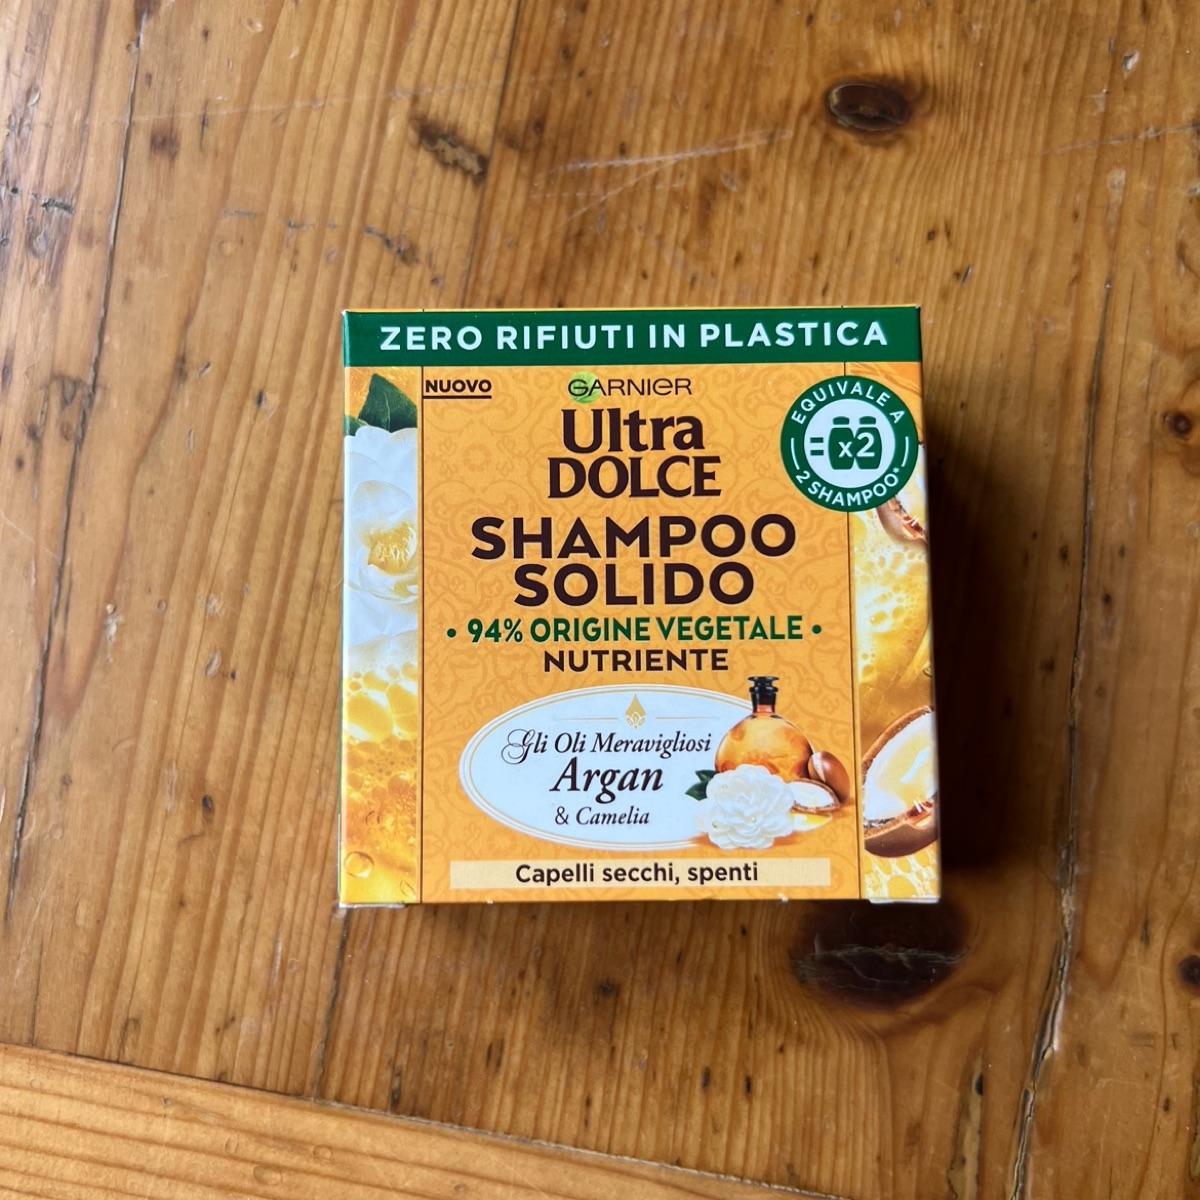 ZERO RIFIUTI IN PLASTICA
NUOVO
GARNIER
Ultra
DOLCE
EQUIVALE A
= x2
2 SHAMPOO*
SHAMPOO
SOLIDO
• 94% ORIGINE VEGETALE •
NUTRIENTE
Gli Oli Meravigliosi
Argan
& Camelia
Capelli secchi, spenti